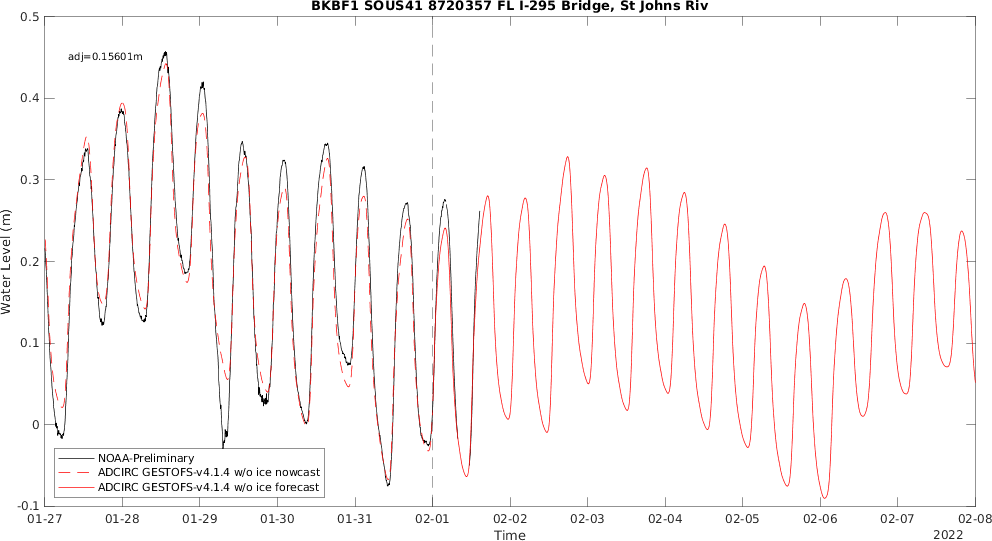 BKBF1 SOUS41 8720357 FL I-295 Bridge, St Johns Riv
adj=0.15601m
0.5
0.4
0.3
0.2
0.1
0
-0.1
Water Level (m)
NOAA-Preliminary
ADCIRC GESTOFS-v4.1.4 w/o ice nowcast
ADCIRC GESTOFS-v4.1.4 w/o ice forecast
01-27 01-28 01-29 01-30 01-31 02-01 02-02 02-03 02-04 02-05 02-06 02-07 02-08
Time
2022